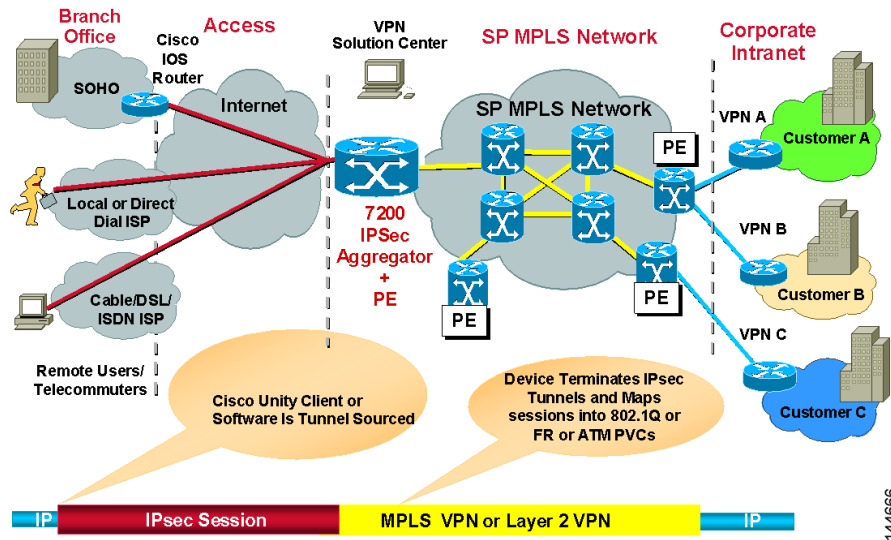 Branch
Office
Access
VPN
Solution Center
SP MPLS Network
Corporate
Intranet
Cisco
IOS
Router
SOHO
Internet
SP MPLS Network
VPN A
Customer A
PE
Local or Direct
Dial ISP
7200
IPSec
Aggregator
+
PE
VPN B
Customer B
Cable/DSL/
ISDN ISP
PE
PE
VPN C
Customer C
Remote Users/
Telecommuters
Cisco Unity Client or
Software Is Tunnel Sourced
Device Terminates IPsec
Tunnels and Maps
sessions into 802.1Q or
FR or ATM PVCs
IP
IPsec Session
MPLS VPN or Layer 2 VPN
IP
144666